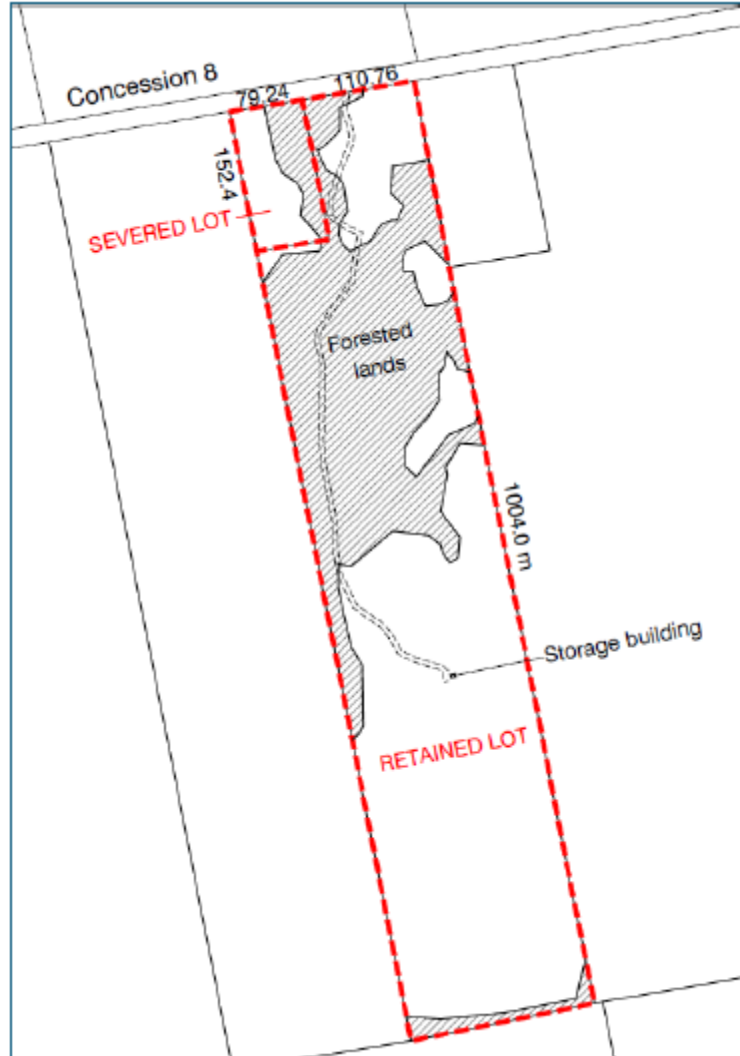 Concession 8
79.24
110.76
152.4
SEVERED LOT
Forested
lands
1004.0 m
Storage building
RETAINED LOT